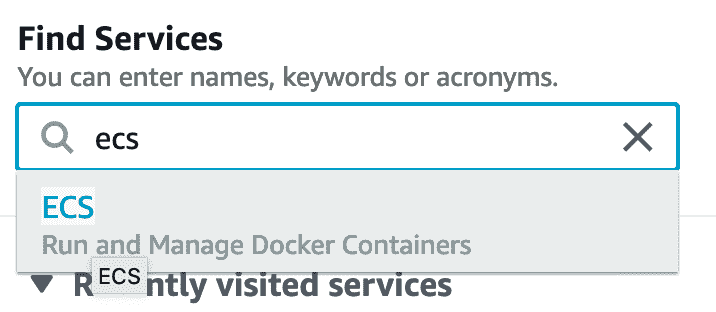 Find Services
You can enter names, keywords or acronyms.
ecs
ECS
Run and Manage Docker Containers
ECS
Recently visited services